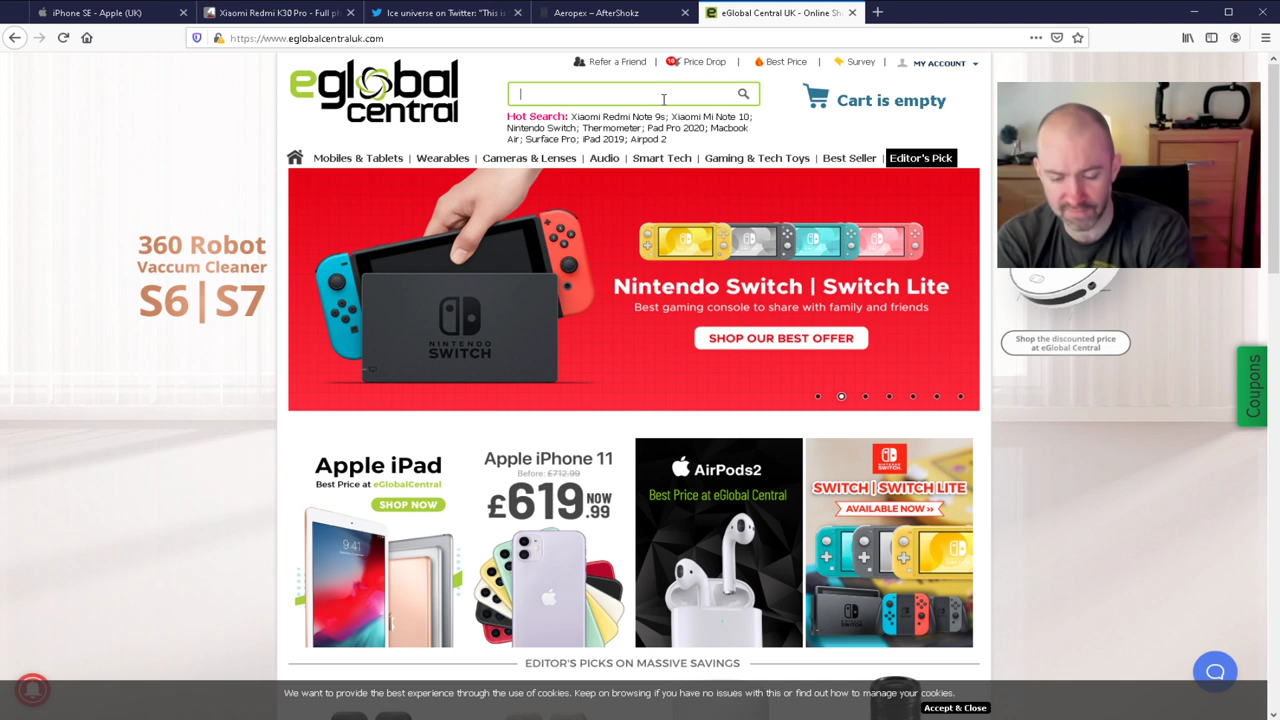 iPhone SE - Apple (UK)
Xiaomi Redmi K30 Pro - Full ph
Ice universe on Twitter: "This is
Aeropex – AfterShokz
eGlobal Central UK - Online Sh
https://www.eglobalcentraluk.com
Refer a Friend | Price Drop | Best Price | Survey MY ACCOUNT
eglobal
central
Cart is empty
Hot Search: Xiaomi Redmi Note 9s; Xiaomi Mi Note 10;
Nintendo Switch; Thermometer; Pad Pro 2020; Macbook
Air; Surface Pro; iPad 2019; Airpod 2
Mobiles & Tablets | Wearables | Cameras & Lenses | Audio | Smart Tech | Gaming & Tech Toys | Best Seller | Editor's Pick
360 Robot
Vaccum Cleaner
S6|S7
NINTENDO
SWITCH
Nintendo Switch | Switch Lite
Best gaming console to share with family and friends
SHOP OUR BEST OFFER
Shop the discounted price
at eGlobal Central
Coupons
Apple iPad
Best Price at eGlobalCentral
SHOP NOW
9:41
Apple iPhone 11
Before: £712.99
£619.99 NOW
AirPods2
Best Price at eGlobal Central
SWITCH | SWITCH LITE
AVAILABLE NOW »
EDITOR'S PICKS ON MASSIVE SAVINGS
We want to provide the best experience through the use of cookies. Keep on browsing if you have no issues with this or find out how to manage your cookies.
Accept & Close